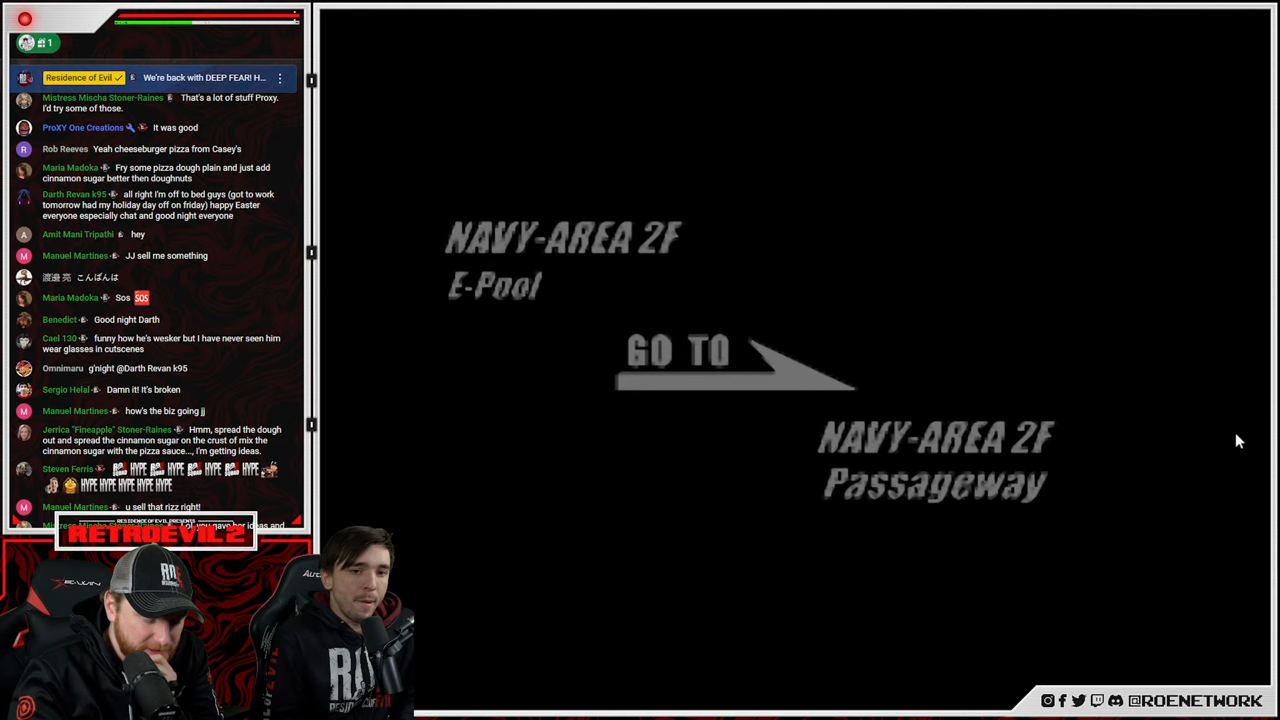 1
Residence of Evil We're back with DEEP FEAR! H...
Mistress Mischa Stoner-Raines That's a lot of stuff Proxy.
I'd try some of those.
ProXY One Creations It was good
R Rob Reeves Yeah cheeseburger pizza from Casey's
Maria Madoka Fry some pizza dough plain and just add
cinnamon sugar better then doughnuts
Darth Revan k95 all right I'm off to bed guys (got to work
tomorrow had my holiday day off on friday) happy Easter
everyone especially chat and good night everyone
A Amit Mani Tripathi hey
M Manuel Martines JJ sell me something
渡邉 亮 こんばんは
Maria Madoka Sos SOS
Benedict Good night Darth
Cael 130 funny how he's wesker but I have never seen him
wear glasses in cutscenes
Omnimaru g'night @Darth Revan k95
Sergio Helal Damn it! It's broken
M Manuel Martines how's the biz going jj
Jerrica "Fineapple" Stoner-Raines Hmm, spread the dough
out and spread the cinnamon sugar on the crust of mix the
cinnamon sugar with the pizza sauce..., I'm getting ideas.
Steven Ferris HYPE HYPE HYPE HYPE
HYPE HYPE HYPE HYPE HYPE
M Manuel Martines u sell that rizz right!
RESIDENCE OF EVIL PRESENTS
RETROEVIL2
NAVY-AREA 2F
E-Pool
GO TO
NAVY-AREA 2F
Passageway
@ROENETWORK